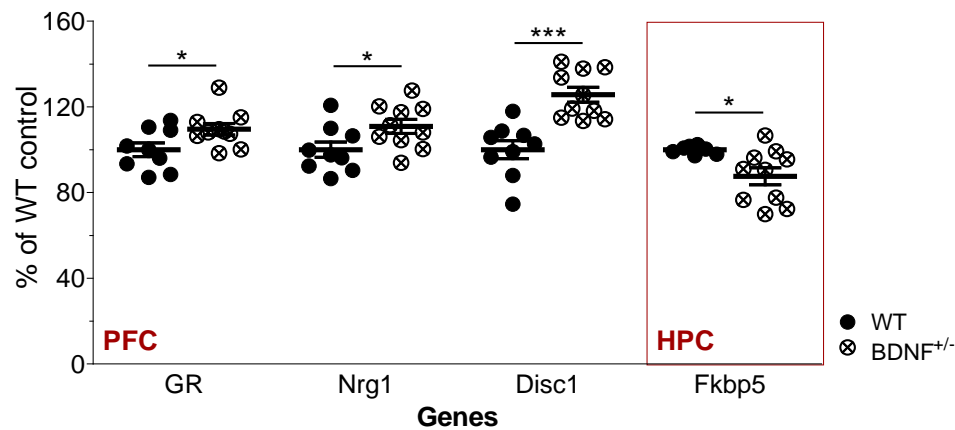 160
120
80
40
0
% of WT control
*
*
***
*
PFC
HPC
WT
BDNF+/-
GR
Nrg1
Disc1
Fkbp5
Genes